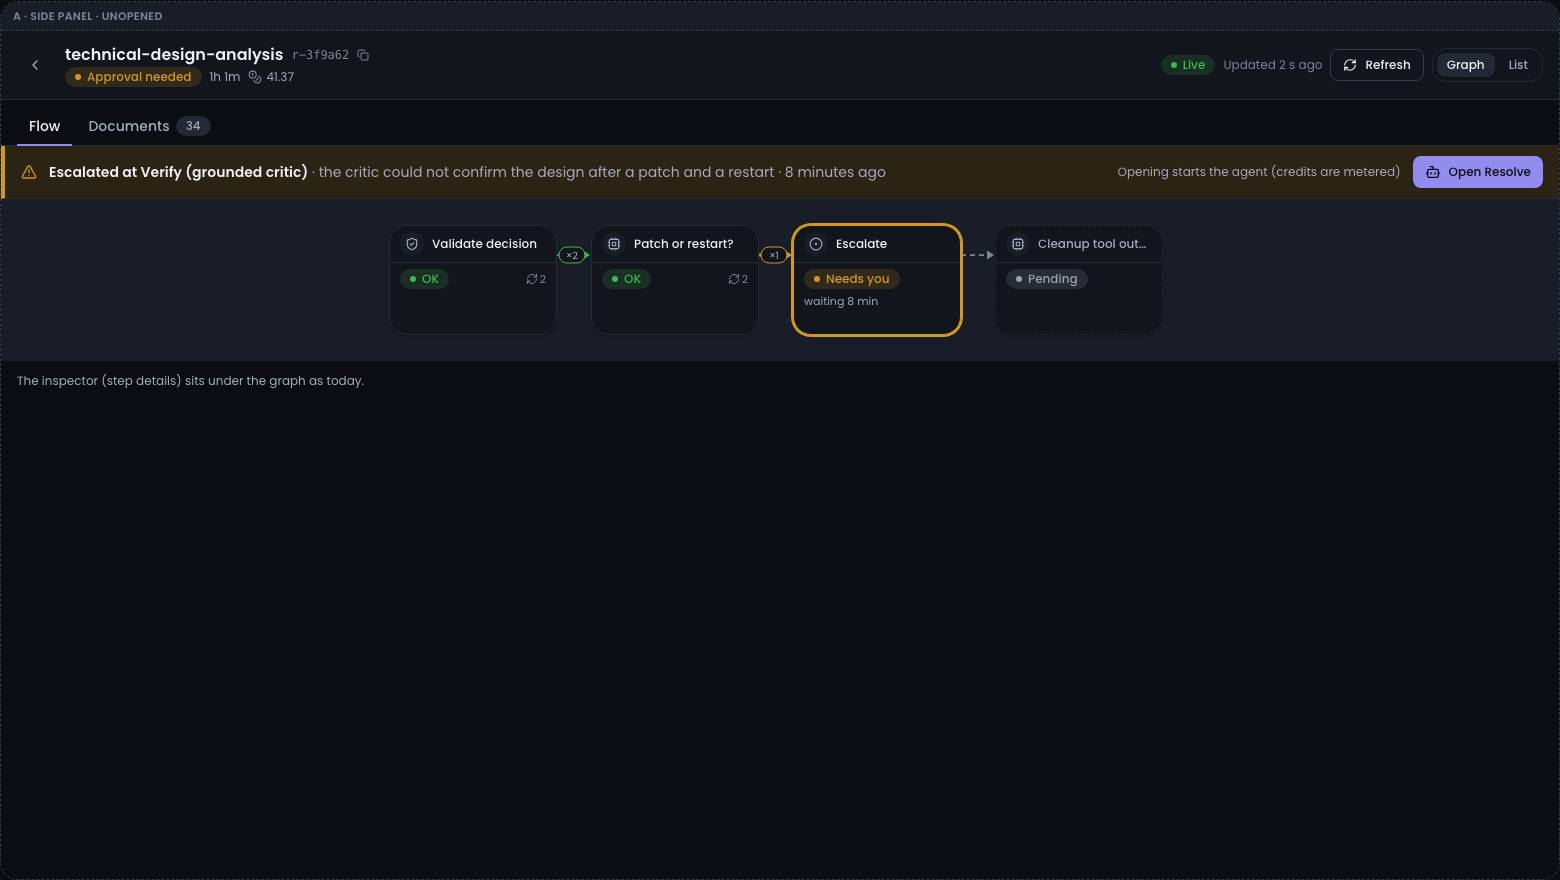 A · SIDE PANEL · UNOPENED
technical-design-analysis r-3f9a62
Approval needed 1h 1m 41.37
Live Updated 2 s ago Refresh Graph List
Flow Documents 34
Escalated at Verify (grounded critic) · the critic could not confirm the design after a patch and a restart · 8 minutes ago
Opening starts the agent (credits are metered) Open Resolve
Validate decision ×2 Patch or restart? ×1 Escalate Cleanup tool out…
OK 2 OK 2 Needs you Pending
waiting 8 min
The inspector (step details) sits under the graph as today.